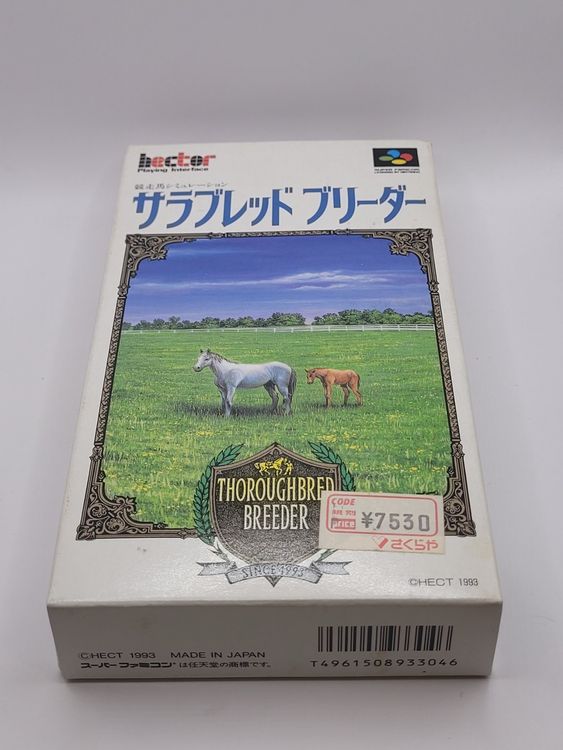 hector
Playing Interface
SUPER FAMICOM
競走馬シミュレーション
サラブレッド ブリーダー
THOROUGHBRED
BREEDER
SINCE 1993
CODE
税別
price ¥7530
さくらや
©HECT 1993
©HECT 1993 MADE IN JAPAN
スーパーファミコンは任天堂の商標です。
T4961508933046